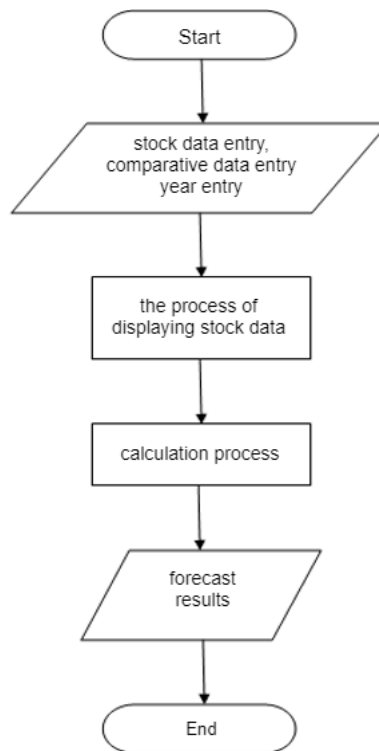 Start
stock data entry,
comparative data entry
year entry
the process of
displaying stock data
calculation process
forecast
results
End